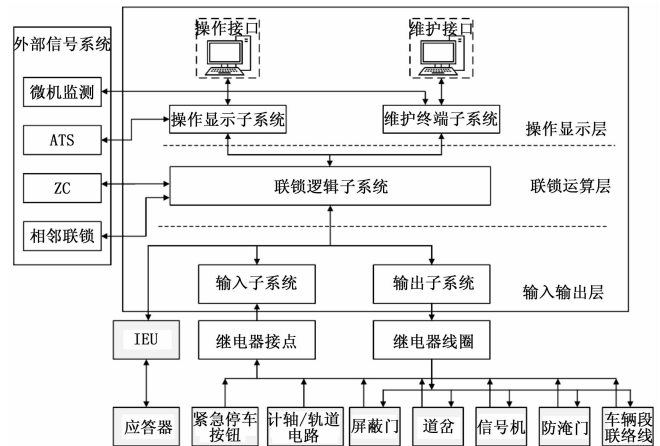 外部信号系统
操作接口
维护接口
微机监测
操作显示子系统
维护终端子系统
操作显示层
ATS
ZC
联锁逻辑子系统
联锁运算层
相邻联锁
输入子系统
输出子系统
输入输出层
IEU
继电器接点
继电器线圈
应答器
紧急停车
按钮
计轴/轨道
电路
屏蔽门
道岔
信号机
防淹门
车辆段
联络线